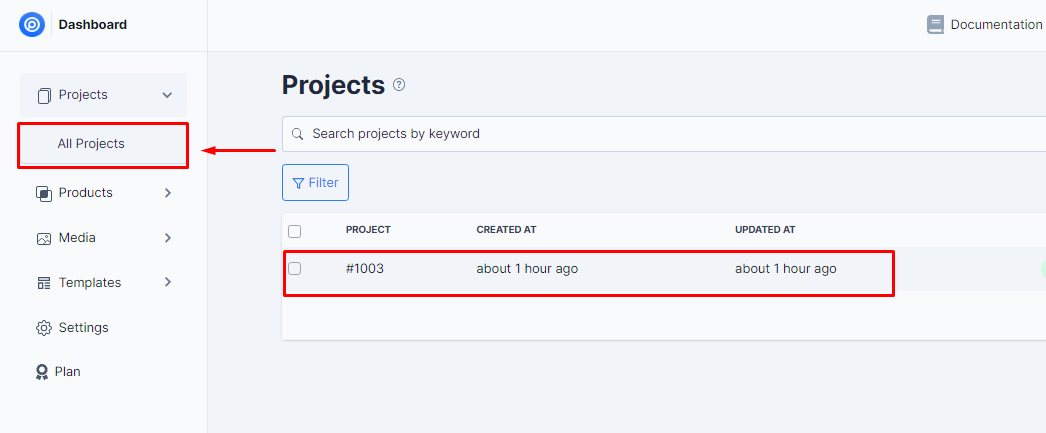 Dashboard
Documentation
Projects
All Projects
Products
Media
Templates
Settings
Plan
Projects
Search projects by keyword
Filter
PROJECT CREATED AT UPDATED AT
#1003 about 1 hour ago about 1 hour ago